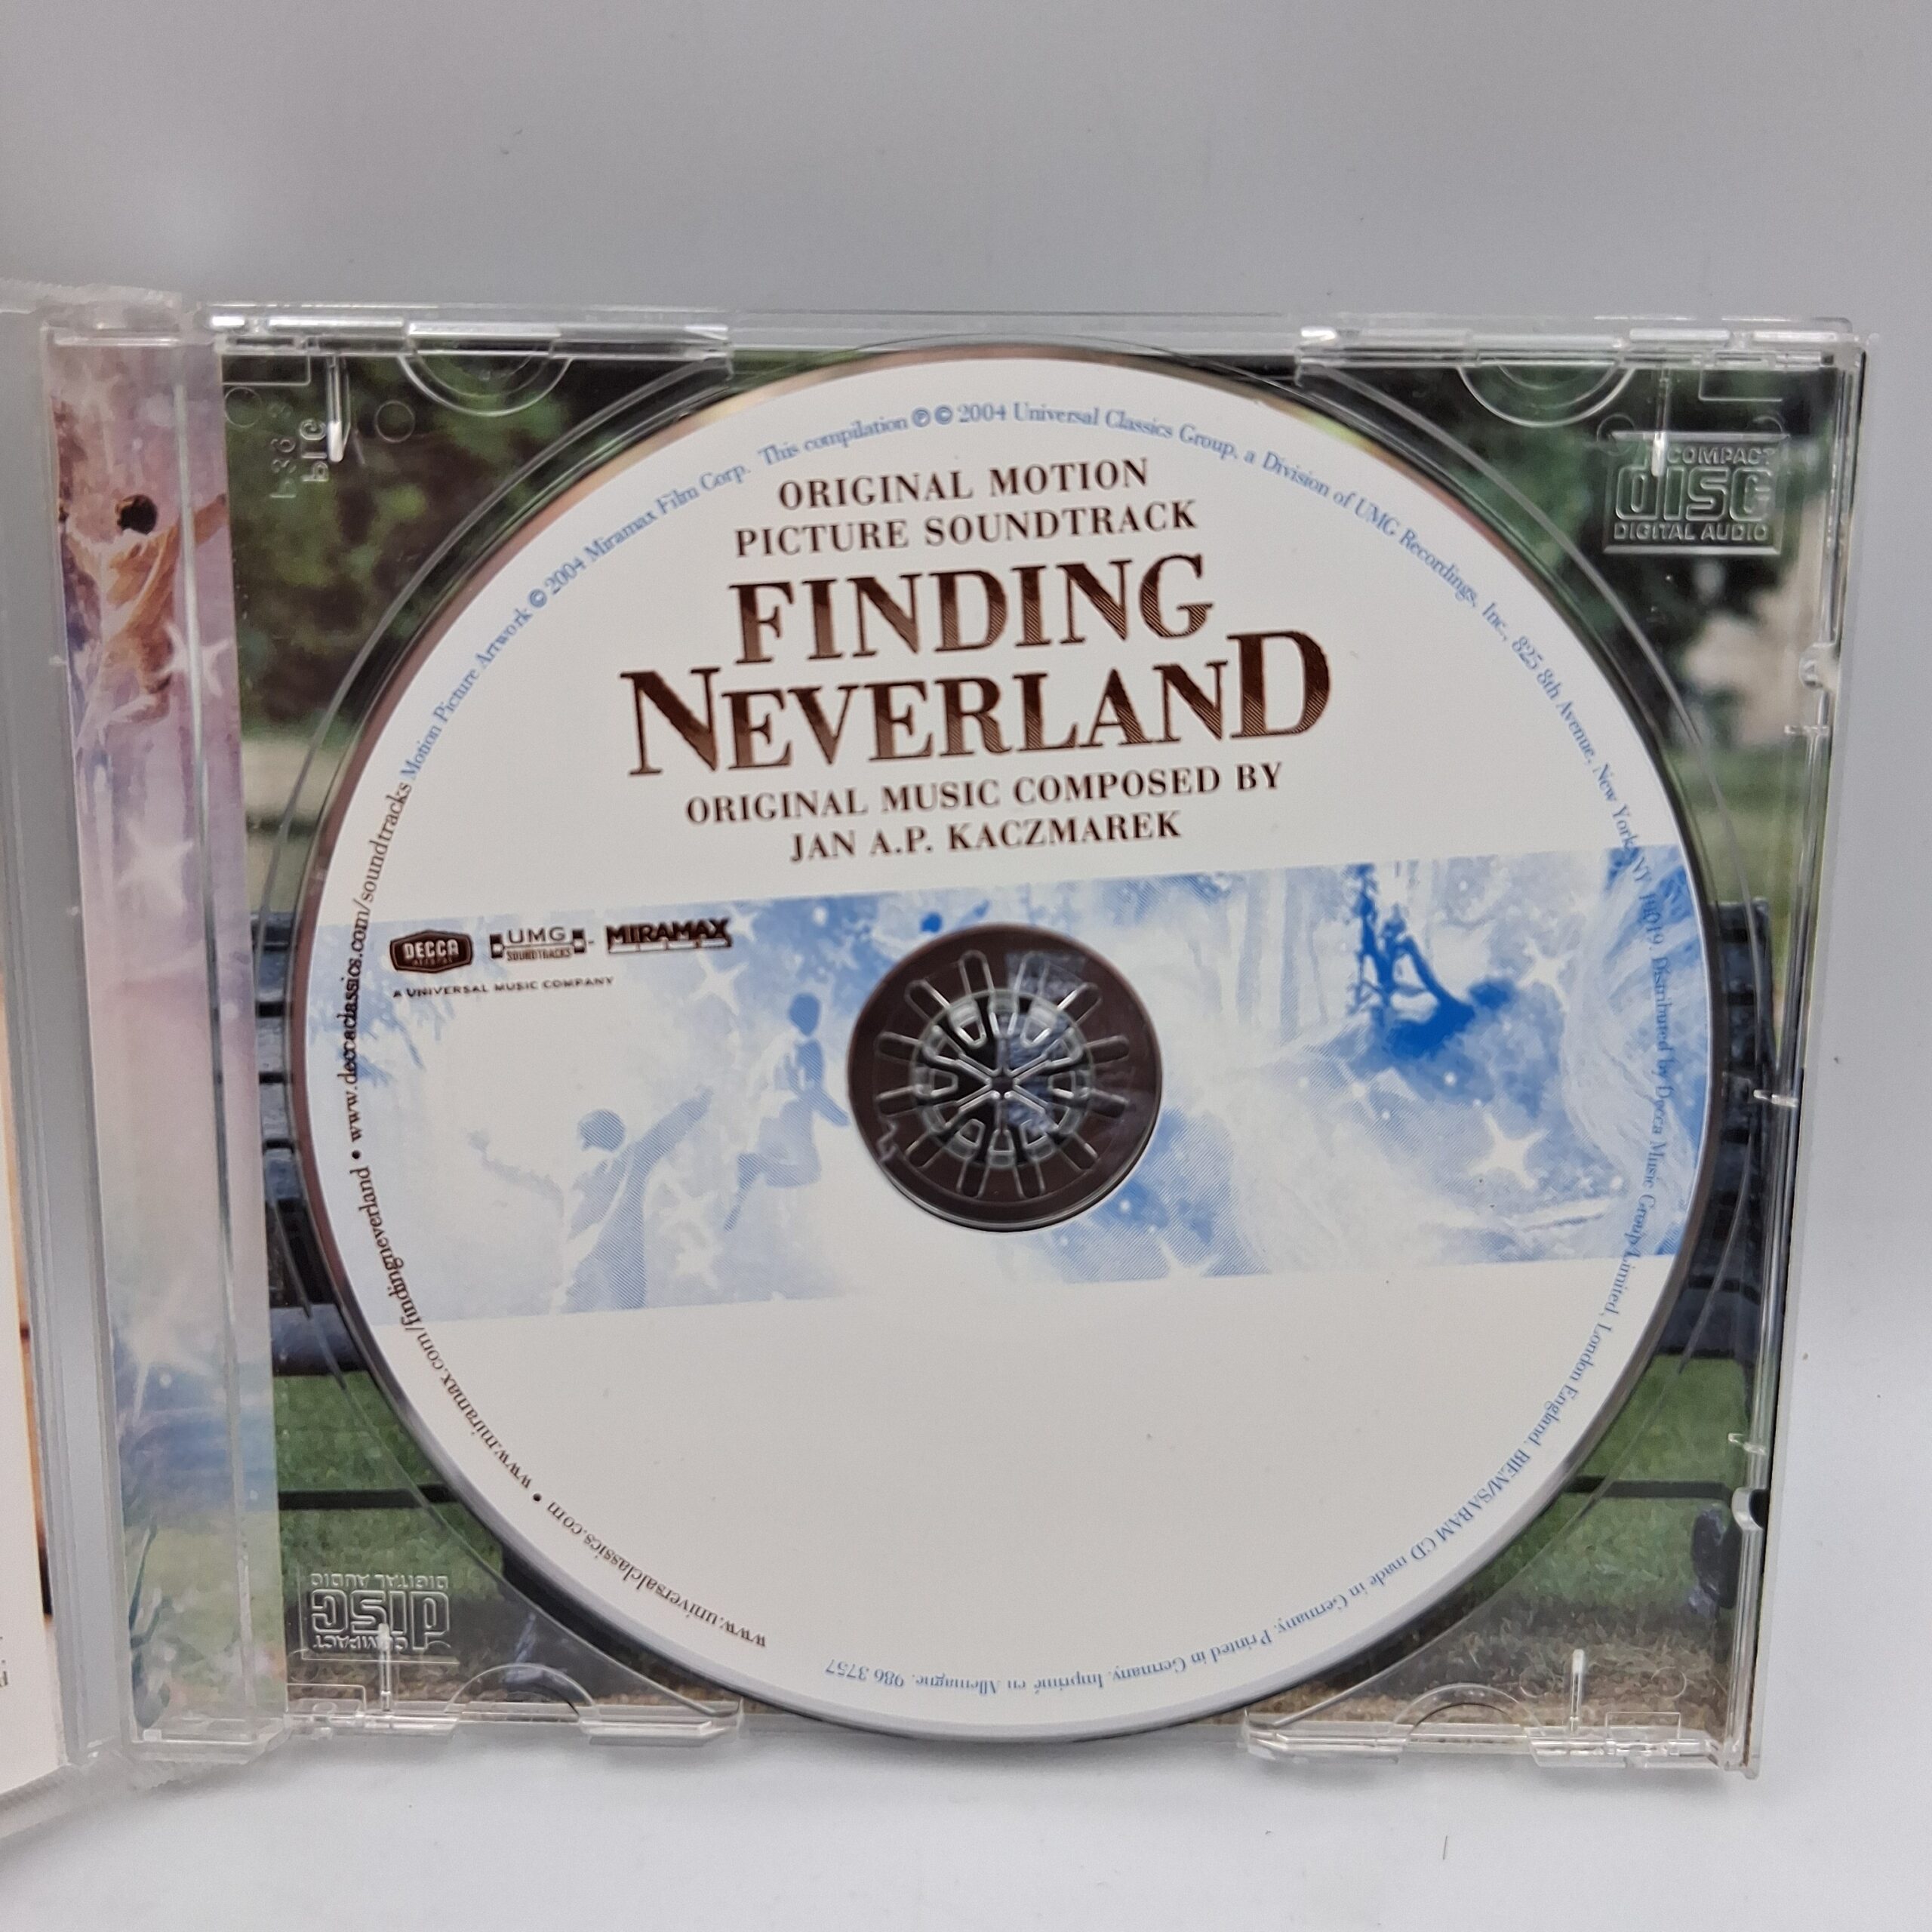 ORIGINAL MOTION
PICTURE SOUNDTRACK
FINDING
NEVERLAND
ORIGINAL MUSIC COMPOSED BY
JAN A.P. KACZMAREK
DECCA
UMG
SOUNDTRACKS
MIRAMAX
A UNIVERSAL MUSIC COMPANY
www.universalclassics.com • www.miramax.com/findingneverland • www.deccaclassics.com/soundtracks Motion Picture Artwork © 2004 Miramax Film Corp. This compilation ℗ © 2004 Universal Classics Group, a Division of UMG Recordings, Inc., 825 8th Avenue, New York, NY 10019. Distributed by Decca Music Group Limited, London England. BIEM/SABAM CD made in Germany. Printed in Germany. Imprimé en Allemagne. 986 3757
COMPACT
disc
DIGITAL AUDIO
COMPACT
disc
DIGITAL AUDIO